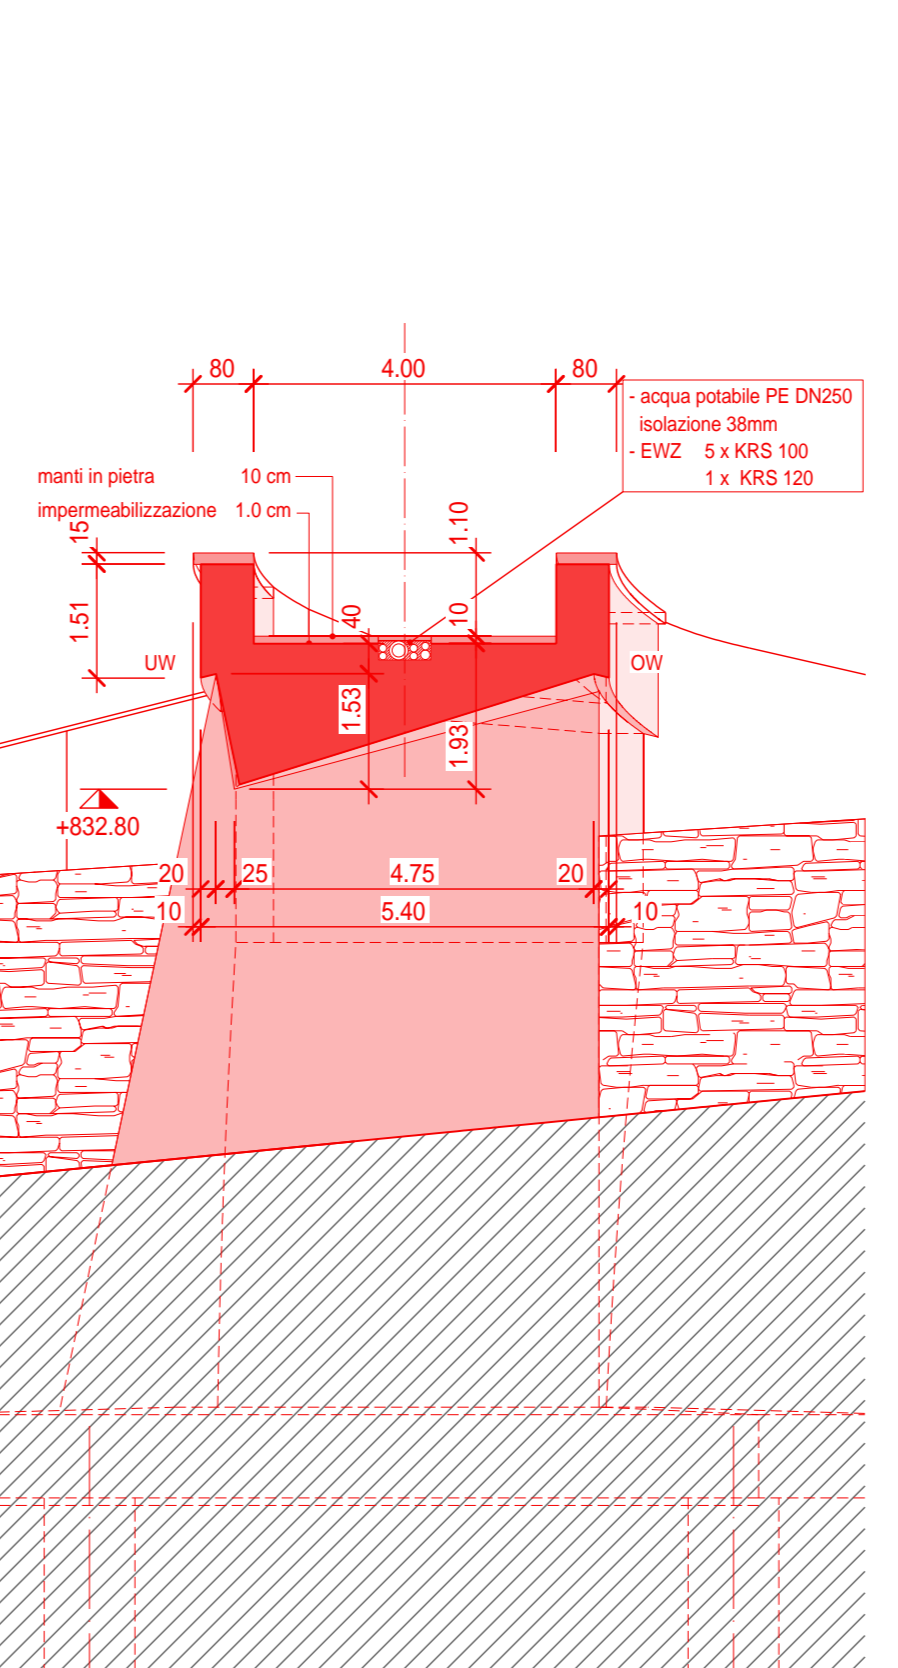 80 4.00 80
- acqua potabile PE DN250
isolazione 38mm
- EWZ 5 x KRS 100
1 x KRS 120
manti in pietra 10 cm
impermeabilizzazione 1.0 cm
15
1.10
1.51
40
10
UW
OW
1.53
1.93
+832.80
20 25 4.75 20
10 5.40 10